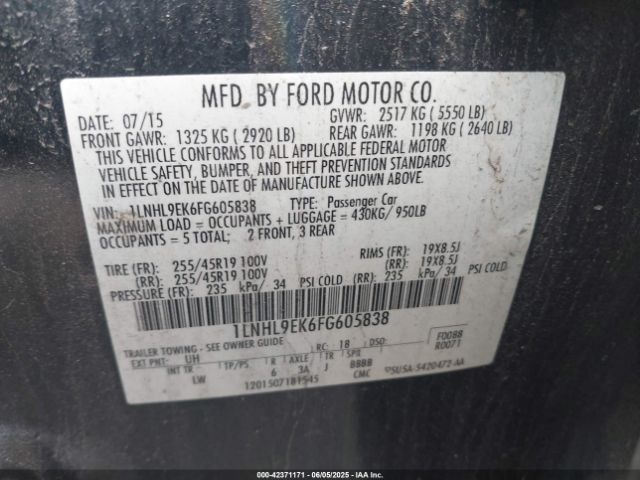 MFD. BY FORD MOTOR CO.
DATE: 07/15 GVWR: 2517 KG ( 5550 LB)
FRONT GAWR: 1325 KG ( 2920 LB) REAR GAWR: 1198 KG ( 2640 LB)
THIS VEHICLE CONFORMS TO ALL APPLICABLE FEDERAL MOTOR
VEHICLE SAFETY, BUMPER, AND THEFT PREVENTION STANDARDS
IN EFFECT ON THE DATE OF MANUFACTURE SHOWN ABOVE.
VIN: 1LNHL9EK6FG605838 TYPE: Passenger Car
MAXIMUM LOAD = OCCUPANTS + LUGGAGE = 430KG/ 950LB
OCCUPANTS = 5 TOTAL; 2 FRONT, 3 REAR
TIRE (FR): 255/45R19 100V RIMS (FR): 19X8.5J
(RR): 255/45R19 100V (RR): 19X8.5J
PRESSURE (FR): 235 kPa/ 34 PSI COLD (RR): 235 kPa/ 34 PSI COLD
1LNHL9EK6FG605838
TRAILER TOWING - SEE OWNER GUIDE
EXT PNT: UH RC: 18 DSO: F0088
R0071
INT TR TP/PS R AXLE TR SPR
LW 6 3A J BBBB
1201507181545 CMC
00-42371171 - 06/05/2025 - IAA Inc.